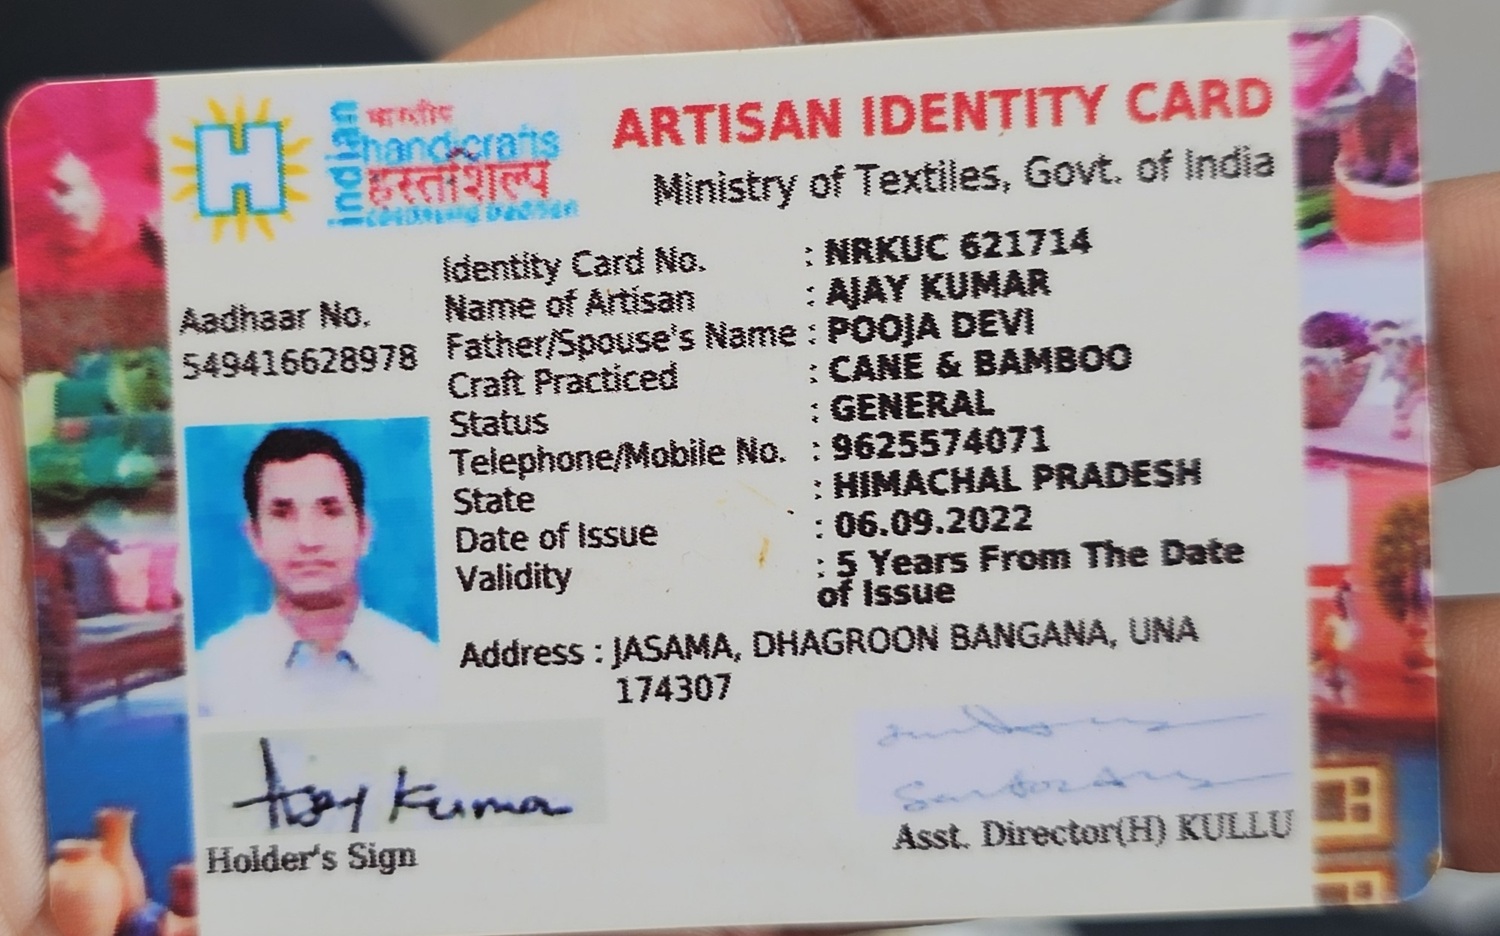 indian
भारतीय
handicrafts
हस्तशिल्प
ARTISAN IDENTITY CARD
Ministry of Textiles, Govt. of India
Identity Card No. : NRKUC 621714
Name of Artisan : AJAY KUMAR
Father/Spouse's Name : POOJA DEVI
Craft Practiced : CANE & BAMBOO
Status : GENERAL
Telephone/Mobile No. : 9625574071
State : HIMACHAL PRADESH
Date of Issue : 06.09.2022
Validity : 5 Years From The Date
of Issue
Address : JASAMA, DHAGROON BANGANA, UNA
174307
Aadhaar No.
549416628978
Ajay Kumar
Holder's Sign
Asst. Director(H) KULLU